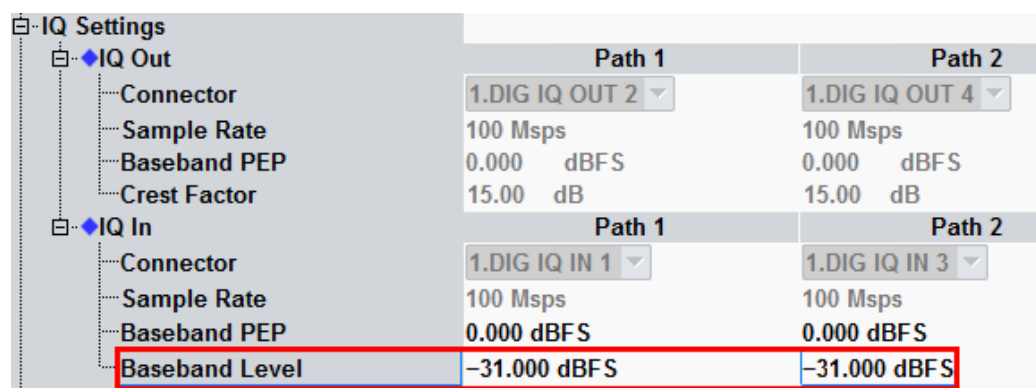 IQ Settings
IQ Out Path 1 Path 2
Connector 1.DIG IQ OUT 2 1.DIG IQ OUT 4
Sample Rate 100 Msps 100 Msps
Baseband PEP 0.000 dBFS 0.000 dBFS
Crest Factor 15.00 dB 15.00 dB
IQ In Path 1 Path 2
Connector 1.DIG IQ IN 1 1.DIG IQ IN 3
Sample Rate 100 Msps 100 Msps
Baseband PEP 0.000 dBFS 0.000 dBFS
Baseband Level −31.000 dBFS −31.000 dBFS